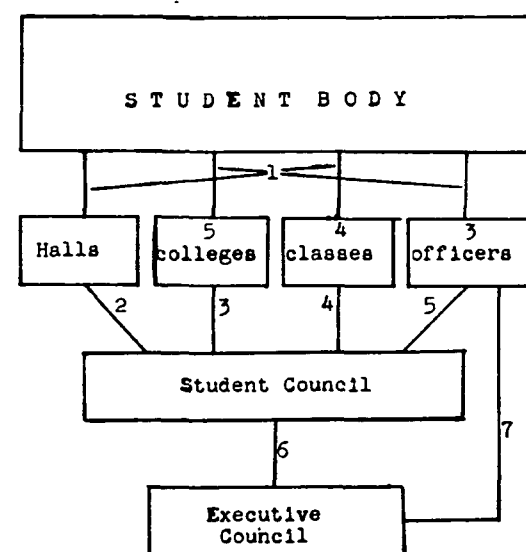 STUDENT BODY
1
5 4 3
Halls colleges classes officers
2 3 4 5
Student Council
6 7
Executive
Council